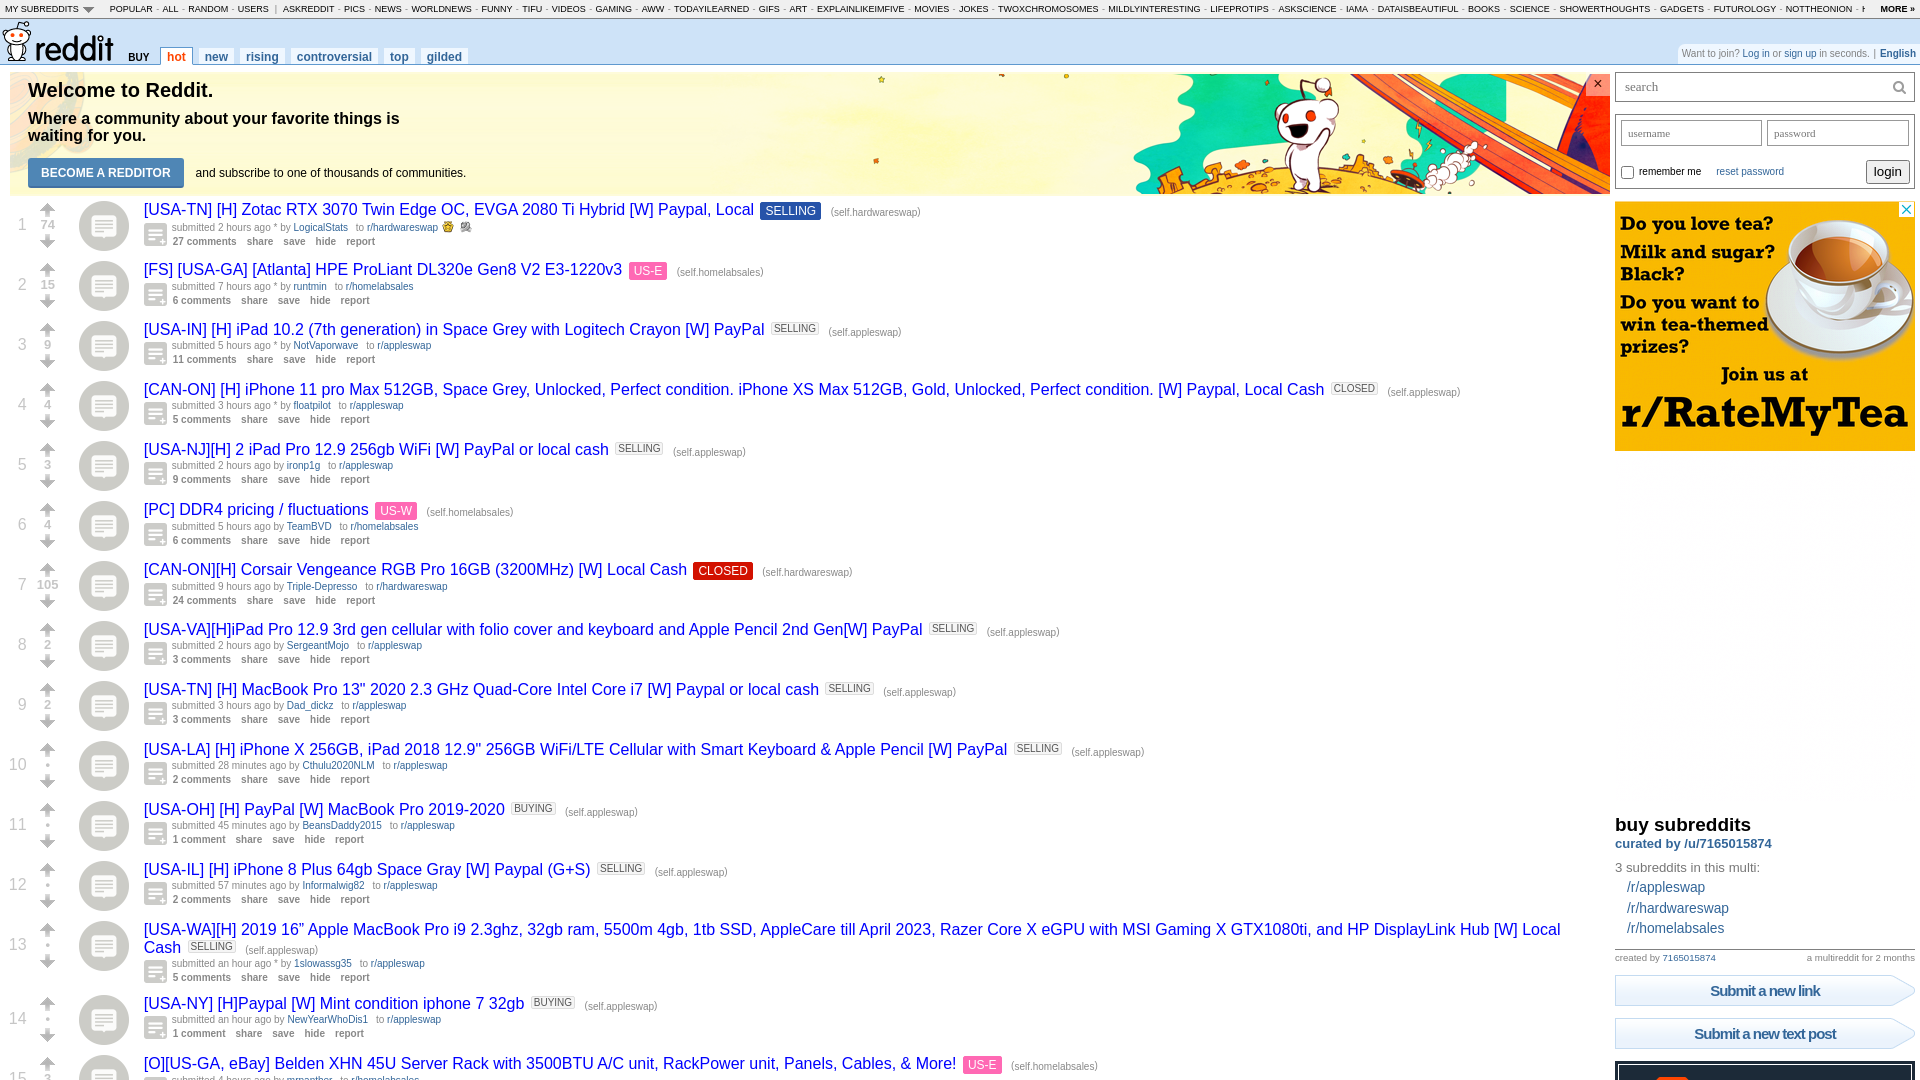 MY SUBREDDITS POPULAR - ALL - RANDOM - USERS | ASKREDDIT - PICS - NEWS - WORLDNEWS - FUNNY - TIFU - VIDEOS - GAMING - AWW - TODAYILEARNED - GIFS - ART - EXPLAINLIKEIMFIVE - MOVIES - JOKES - TWOXCHROMOSOMES - MILDLYINTERESTING - LIFEPROTIPS - ASKSCIENCE - IAMA - DATAISBEAUTIFUL - BOOKS - SCIENCE - SHOWERTHOUGHTS - GADGETS - FUTUROLOGY - NOTTHEONION - MORE »
reddit BUY hot new rising controversial top gilded
Want to join? Log in or sign up in seconds. | English
Welcome to Reddit.
Where a community about your favorite things is
waiting for you.
BECOME A REDDITOR and subscribe to one of thousands of communities.
×
1
74
[USA-TN] [H] Zotac RTX 3070 Twin Edge OC, EVGA 2080 Ti Hybrid [W] Paypal, Local SELLING (self.hardwareswap)
submitted 2 hours ago * by LogicalStats to r/hardwareswap
27 comments share save hide report
2
15
[FS] [USA-GA] [Atlanta] HPE ProLiant DL320e Gen8 V2 E3-1220v3 US-E (self.homelabsales)
submitted 7 hours ago * by runtmin to r/homelabsales
6 comments share save hide report
3
9
[USA-IN] [H] iPad 10.2 (7th generation) in Space Grey with Logitech Crayon [W] PayPal SELLING (self.appleswap)
submitted 5 hours ago * by NotVaporwave to r/appleswap
11 comments share save hide report
4
4
[CAN-ON] [H] iPhone 11 pro Max 512GB, Space Grey, Unlocked, Perfect condition. iPhone XS Max 512GB, Gold, Unlocked, Perfect condition. [W] Paypal, Local Cash CLOSED (self.appleswap)
submitted 3 hours ago * by floatpilot to r/appleswap
5 comments share save hide report
5
3
[USA-NJ][H] 2 iPad Pro 12.9 256gb WiFi [W] PayPal or local cash SELLING (self.appleswap)
submitted 2 hours ago by ironp1g to r/appleswap
9 comments share save hide report
6
4
[PC] DDR4 pricing / fluctuations US-W (self.homelabsales)
submitted 5 hours ago by TeamBVD to r/homelabsales
6 comments share save hide report
7
105
[CAN-ON][H] Corsair Vengeance RGB Pro 16GB (3200MHz) [W] Local Cash CLOSED (self.hardwareswap)
submitted 9 hours ago by Triple-Depresso to r/hardwareswap
24 comments share save hide report
8
2
[USA-VA][H]iPad Pro 12.9 3rd gen cellular with folio cover and keyboard and Apple Pencil 2nd Gen[W] PayPal SELLING (self.appleswap)
submitted 2 hours ago by SergeantMojo to r/appleswap
3 comments share save hide report
9
2
[USA-TN] [H] MacBook Pro 13" 2020 2.3 GHz Quad-Core Intel Core i7 [W] Paypal or local cash SELLING (self.appleswap)
submitted 3 hours ago by Dad_dickz to r/appleswap
3 comments share save hide report
10
•
[USA-LA] [H] iPhone X 256GB, iPad 2018 12.9" 256GB WiFi/LTE Cellular with Smart Keyboard & Apple Pencil [W] PayPal SELLING (self.appleswap)
submitted 28 minutes ago by Cthulu2020NLM to r/appleswap
2 comments share save hide report
11
•
[USA-OH] [H] PayPal [W] MacBook Pro 2019-2020 BUYING (self.appleswap)
submitted 45 minutes ago by BeansDaddy2015 to r/appleswap
1 comment share save hide report
12
•
[USA-IL] [H] iPhone 8 Plus 64gb Space Gray [W] Paypal (G+S) SELLING (self.appleswap)
submitted 57 minutes ago by Informalwig82 to r/appleswap
2 comments share save hide report
13
•
[USA-WA][H] 2019 16” Apple MacBook Pro i9 2.3ghz, 32gb ram, 5500m 4gb, 1tb SSD, AppleCare till April 2023, Razer Core X eGPU with MSI Gaming X GTX1080ti, and HP DisplayLink Hub [W] Local
Cash SELLING (self.appleswap)
submitted an hour ago * by 1slowassg35 to r/appleswap
5 comments share save hide report
14
•
[USA-NY] [H]Paypal [W] Mint condition iphone 7 32gb BUYING (self.appleswap)
submitted an hour ago by NewYearWhoDis1 to r/appleswap
1 comment share save hide report
15
3
[O][US-GA, eBay] Belden XHN 45U Server Rack with 3500BTU A/C unit, RackPower unit, Panels, Cables, & More! US-E (self.homelabsales)
submitted 4 hours ago by mrpanther to r/homelabsales
search
username password
remember me reset password login
Do you love tea?
Milk and sugar?
Black?
Do you want to
win tea-themed
prizes?
Join us at
r/RateMyTea
buy subreddits
curated by /u/7165015874
3 subreddits in this multi:
/r/appleswap
/r/hardwareswap
/r/homelabsales
created by 7165015874 a multireddit for 2 months
Submit a new link
Submit a new text post